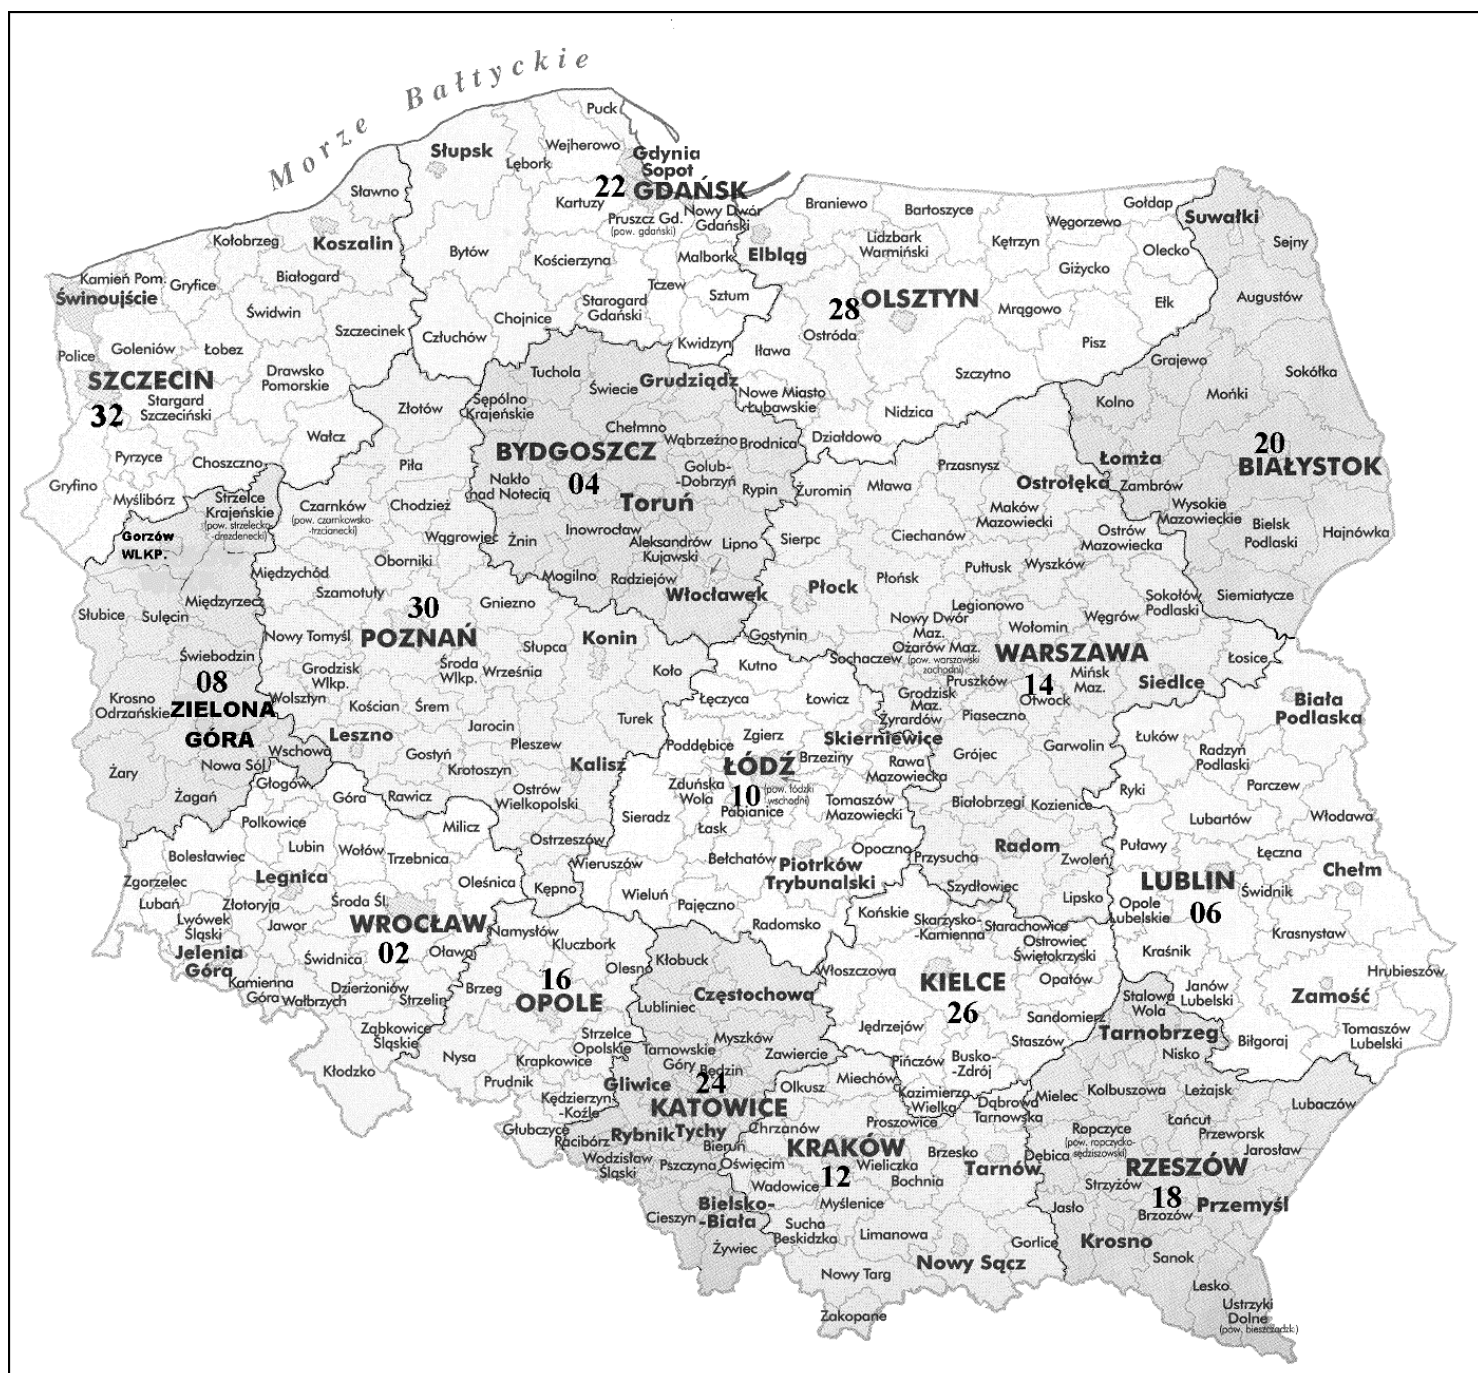 Morze Bałtyckie
Puck
Słupsk
Wejherowo
Lębork
Gdynia
Sopot
22 GDAŃSK
Sławno
Kartuzy
Pruszcz Gd.
(pow. gdański)
Nowy Dwór
Gdański
Kołobrzeg
Koszalin
Bytów
Kościerzyna
Malbork
Elbląg
Braniewo
Bartoszyce
Lidzbark
Warmiński
Kętrzyn
Węgorzewo
Gołdap
Suwałki
Olecko
Sejny
Kamień Pom.
Świnoujście
Gryfice
Białogard
Świdwin
Szczecinek
Człuchów
Chojnice
Starogard
Gdański
Tczew
Sztum
Kwidzyn
28 OLSZTYN
Ostróda
Iława
Giżycko
Mrągowo
Ełk
Pisz
Augustów
Police
Goleniów
Łobez
SZCZECIN
32
Stargard
Szczeciński
Drawsko
Pomorskie
Złotów
Tuchola
Świecie
Grudziądz
Sępólno
Krajeńskie
Nowe Miasto
Lubawskie
Szczytno
Nidzica
Działdowo
Grajewo
Kolno
Mońki
Sokółka
Wałcz
Pyrzyce
Choszczno
Gryfino
Myślibórz
Piła
Chełmno
Wąbrzeźno
Brodnica
BYDGOSZCZ
04
Nakło
nad Notecią
Golub-
-Dobrzyń
Rypin
Toruń
Żuromin
Mława
Przasnysz
Ostrołęka
Łomża
Zambrów
20
BIAŁYSTOK
Wysokie
Mazowieckie
Bielsk
Podlaski
Hajnówka
Strzelce
Krajeńskie
(pow. strzelecko-
-drezdenecki)
Gorzów
WLKP.
Czarnków
(pow. czarnkowsko-
-trzcianecki)
Chodzież
Wągrowiec
Żnin
Inowrocław
Aleksandrów
Kujawski
Lipno
Sierpc
Ciechanów
Maków
Mazowiecki
Ostrów
Mazowiecka
Międzychód
Oborniki
Szamotuły
Mogilno
Radziejów
Włocławek
Płock
Płońsk
Pułtusk
Wyszków
Siemiatycze
Słubice
Sulęcin
Międzyrzecz
30
POZNAŃ
Gniezno
Nowy Tomyśl
Słupca
Konin
Gostynin
Legionowo
Nowy Dwór
Maz.
Wołomin
Węgrów
Sokołów
Podlaski
Świebodzin
Grodzisk
Wlkp.
Środa
Wlkp.
Września
Koło
Kutno
Sochaczew
Ożarów Maz.
(pow. warszawski
zachodni)
WARSZAWA
14
Pruszków
Mińsk
Maz.
Otwock
Siedlce
Łosice
08
ZIELONA
GÓRA
Krosno
Odrzańskie
Wolsztyn
Kościan
Śrem
Łęczyca
Łowicz
Grodzisk
Maz.
Żyrardów
Piaseczno
Biała
Podlaska
Wschowa
Leszno
Jarocin
Turek
Gostyń
Pleszew
Zgierz
Skierniewice
Grójec
Garwolin
Łuków
Radzyń
Podlaski
Żary
Nowa Sól
Krotoszyn
Kalisz
Poddębice
ŁÓDŹ
10
(pow. łódzki
wschodni)
Brzeziny
Rawa
Mazowiecka
Żagań
Głogów
Góra
Rawicz
Ostrów
Wielkopolski
Zduńska
Wola
Pabianice
Tomaszów
Mazowiecki
Białobrzegi
Kozienice
Ryki
Parczew
Polkowice
Milicz
Sieradz
Łask
Lubartów
Włodawa
Bolesławiec
Lubin
Wołów
Trzebnica
Ostrzeszów
Wieruszów
Bełchatów
Piotrków
Trybunalski
Opoczno
Przysucha
Radom
Zwoleń
Puławy
Łęczna
Chełm
Zgorzelec
Legnica
Oleśnica
Kępno
Wieluń
Pajęczno
Szydłowiec
Lipsko
LUBLIN
06
Świdnik
Lubań
Złotoryja
Środa Śl.
Opole
Lubelskie
Lwówek
Śląski
Jawor
WROCŁAW
02
Namysłów
Radomsko
Końskie
Skarżysko-
-Kamienna
Starachowice
Krasnystaw
Jelenia
Góra
Świdnica
Oława
Kluczbork
Olesno
Kłobuck
Włoszczowa
KIELCE
26
Ostrowiec
Świętokrzyski
Opatów
Kraśnik
Kamienna
Góra
Wałbrzych
Dzierżoniów
Strzelin
Brzeg
16
OPOLE
Lubliniec
Częstochowa
Stalowa
Wola
Janów
Lubelski
Zamość
Hrubieszów
Ząbkowice
Śląskie
Kłodzko
Nysa
Strzelce
Opolskie
Krapkowice
Myszków
Zawiercie
Jędrzejów
Sandomierz
Staszów
Tarnobrzeg
Nisko
Biłgoraj
Tomaszów
Lubelski
Prudnik
Tarnowskie
Góry
Będzin
24
KATOWICE
Gliwice
Olkusz
Miechów
Pińczów
Busko-
-Zdrój
Kazimierza
Wielka
Dąbrowa
Tarnowska
Mielec
Kolbuszowa
Leżajsk
Lubaczów
Kędzierzyn
-Koźle
Głubczyce
Racibórz
Rybnik
Tychy
Chrzanów
Proszowice
Ropczyce
(pow. ropczycko-
-sędziszowski)
Łańcut
Przeworsk
Jarosław
Wodzisław
Śląski
Bieruń
Pszczyna
Oświęcim
KRAKÓW
12
Wieliczka
Brzesko
Bochnia
Tarnów
Dębica
RZESZÓW
18
Wadowice
Myślenice
Strzyżów
Brzozów
Przemyśl
Cieszyn
Bielsko-
-Biała
Sucha
Beskidzka
Limanowa
Jasło
Krosno
Żywiec
Nowy Targ
Nowy Sącz
Gorlice
Sanok
Zakopane
Lesko
Ustrzyki
Dolne
(pow. bieszczadzki)